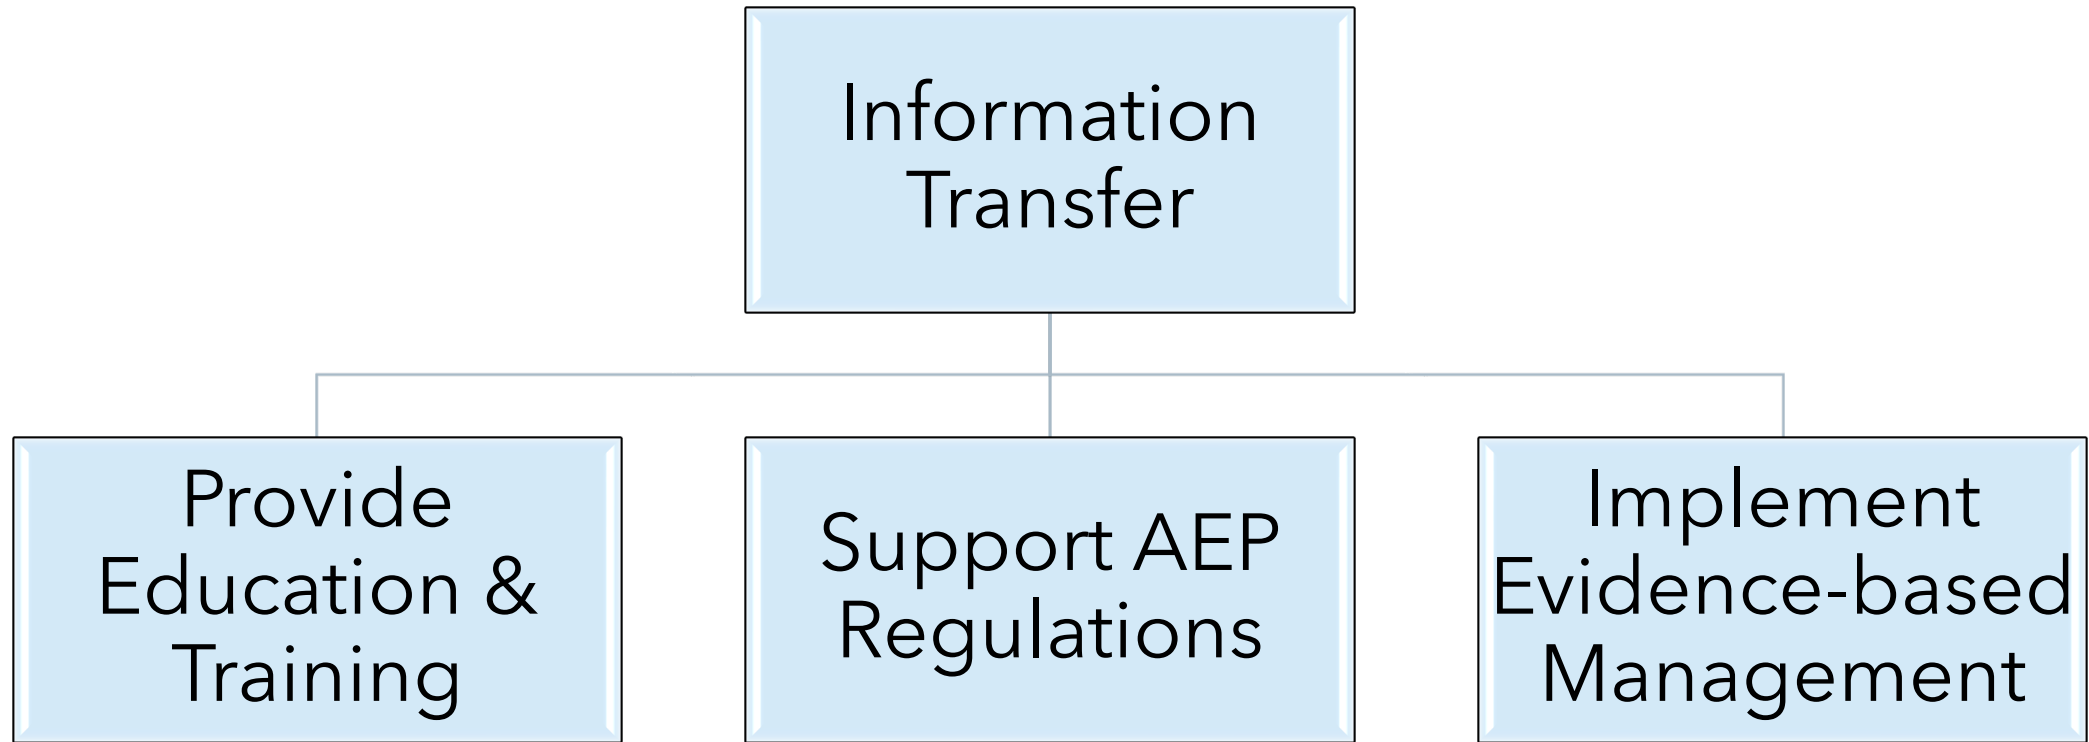 Information
Transfer
Provide
Education &
Training
Support AEP
Regulations
Implement
Evidence-based
Management